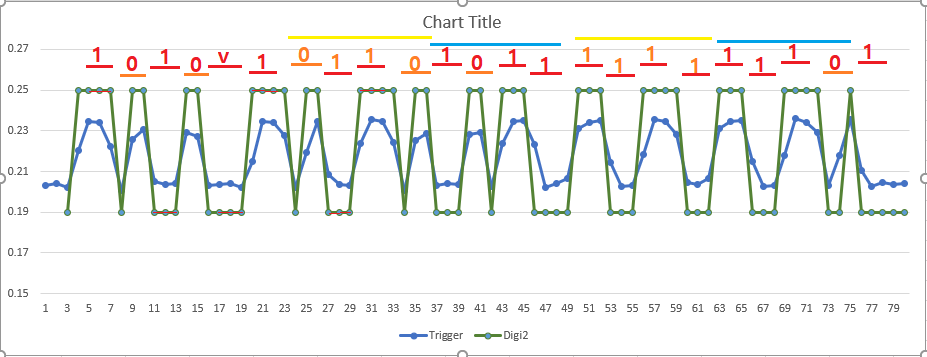 Chart Title
1 0 1 0 v 1 0 1 1 0 1 0 1 1 1 1 1 1 1 1 1 0 1
0.27
0.25
0.23
0.21
0.19
0.17
0.15
1 3 5 7 9 11 13 15 17 19 21 23 25 27 29 31 33 35 37 39 41 43 45 47 49 51 53 55 57 59 61 63 65 67 69 71 73 75 77 79
Trigger Digi2